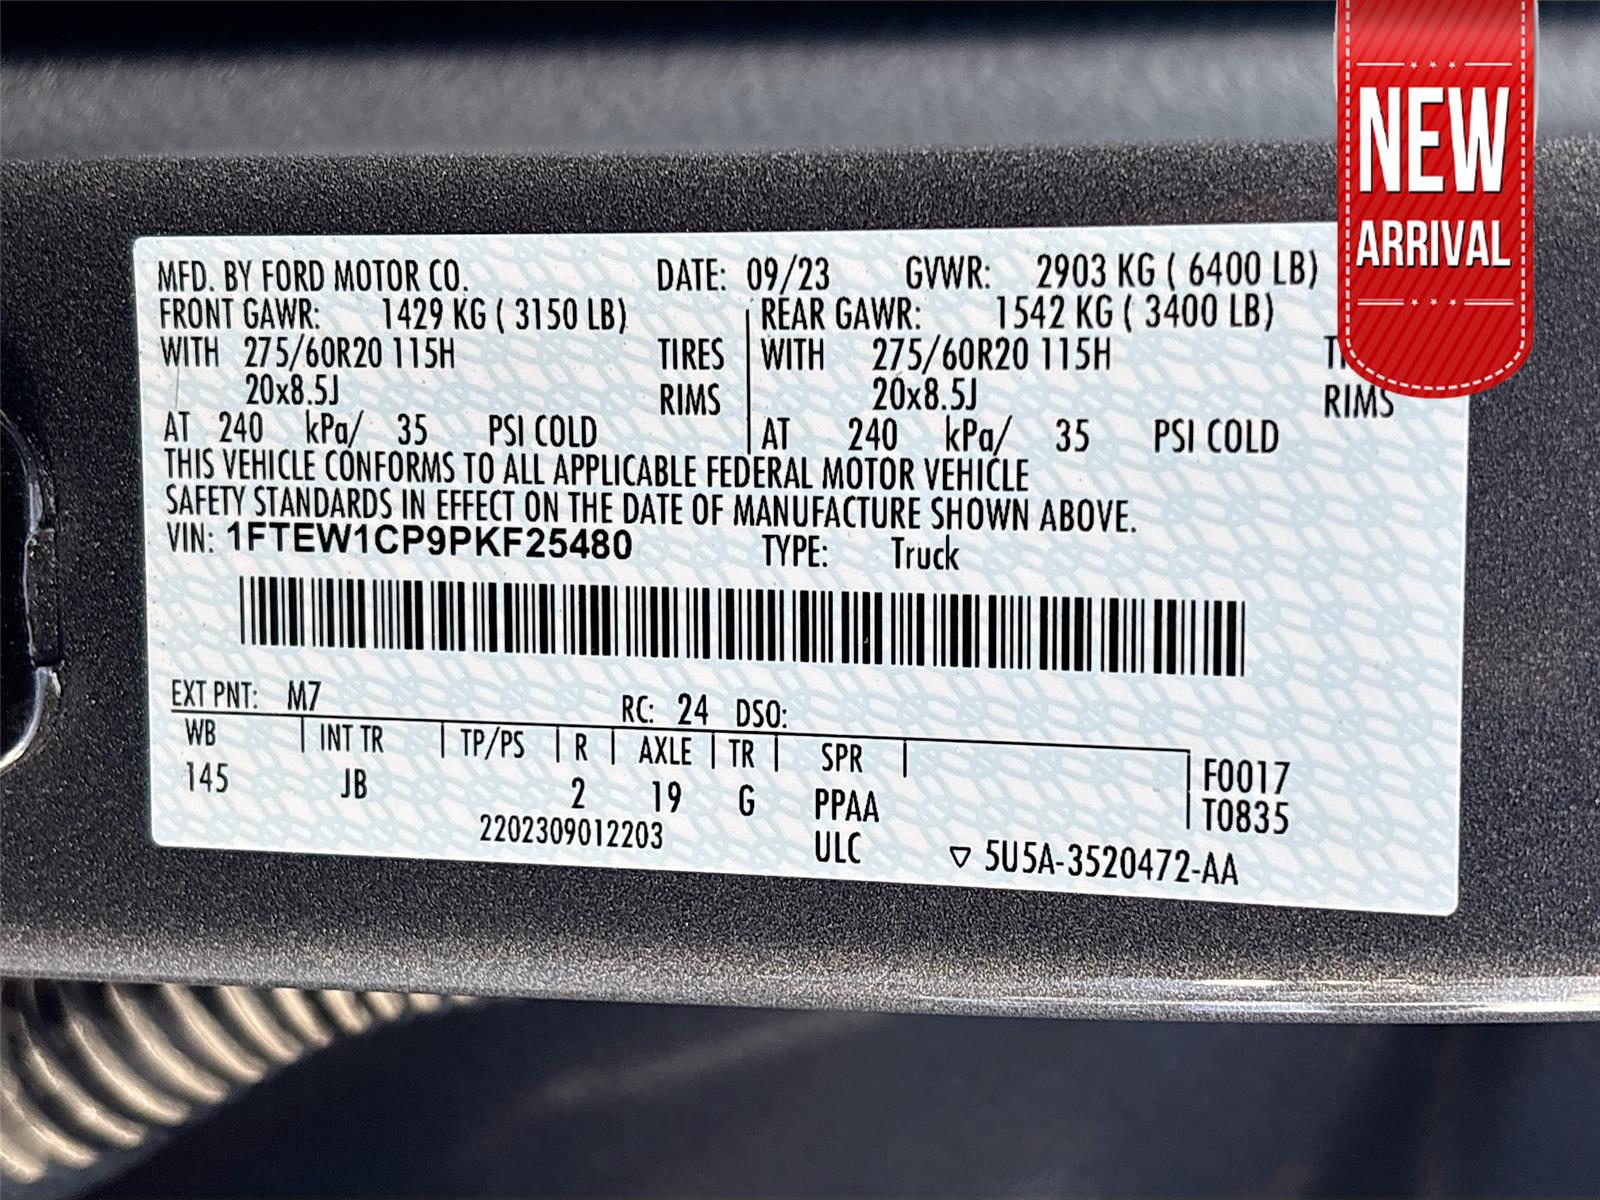 NEW
ARRIVAL
MFD. BY FORD MOTOR CO. DATE: 09/23 GVWR: 2903 KG ( 6400 LB)
FRONT GAWR: 1429 KG ( 3150 LB) REAR GAWR: 1542 KG ( 3400 LB)
WITH 275/60R20 115H TIRES WITH 275/60R20 115H
20x8.5J RIMS 20x8.5J RIMS
AT 240 kPa/ 35 PSI COLD AT 240 kPa/ 35 PSI COLD
THIS VEHICLE CONFORMS TO ALL APPLICABLE FEDERAL MOTOR VEHICLE
SAFETY STANDARDS IN EFFECT ON THE DATE OF MANUFACTURE SHOWN ABOVE.
VIN: 1FTEW1CP9PKF25480 TYPE: Truck
EXT PNT: M7 RC: 24 DSO:
WB INT TR TP/PS R AXLE TR SPR F0017
145 JB 2 19 G PPAA T0835
2202309012203 ULC ▽ 5U5A-3520472-AA